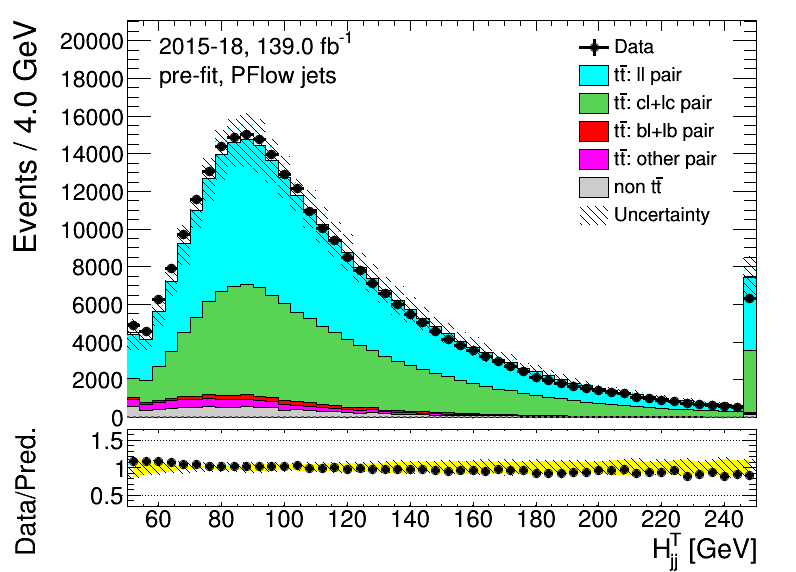 Events / 4.0 GeV
20000
18000
16000
14000
12000
10000
8000
6000
4000
2000
0
2015-18, 139.0 fb⁻¹
pre-fit, PFlow jets
Data
tt̄: ll pair
tt̄: cl+lc pair
tt̄: bl+lb pair
tt̄: other pair
non tt̄
Uncertainty
Data/Pred.
1.5
1
0.5
60 80 100 120 140 160 180 200 220 240
Hᵀjj [GeV]